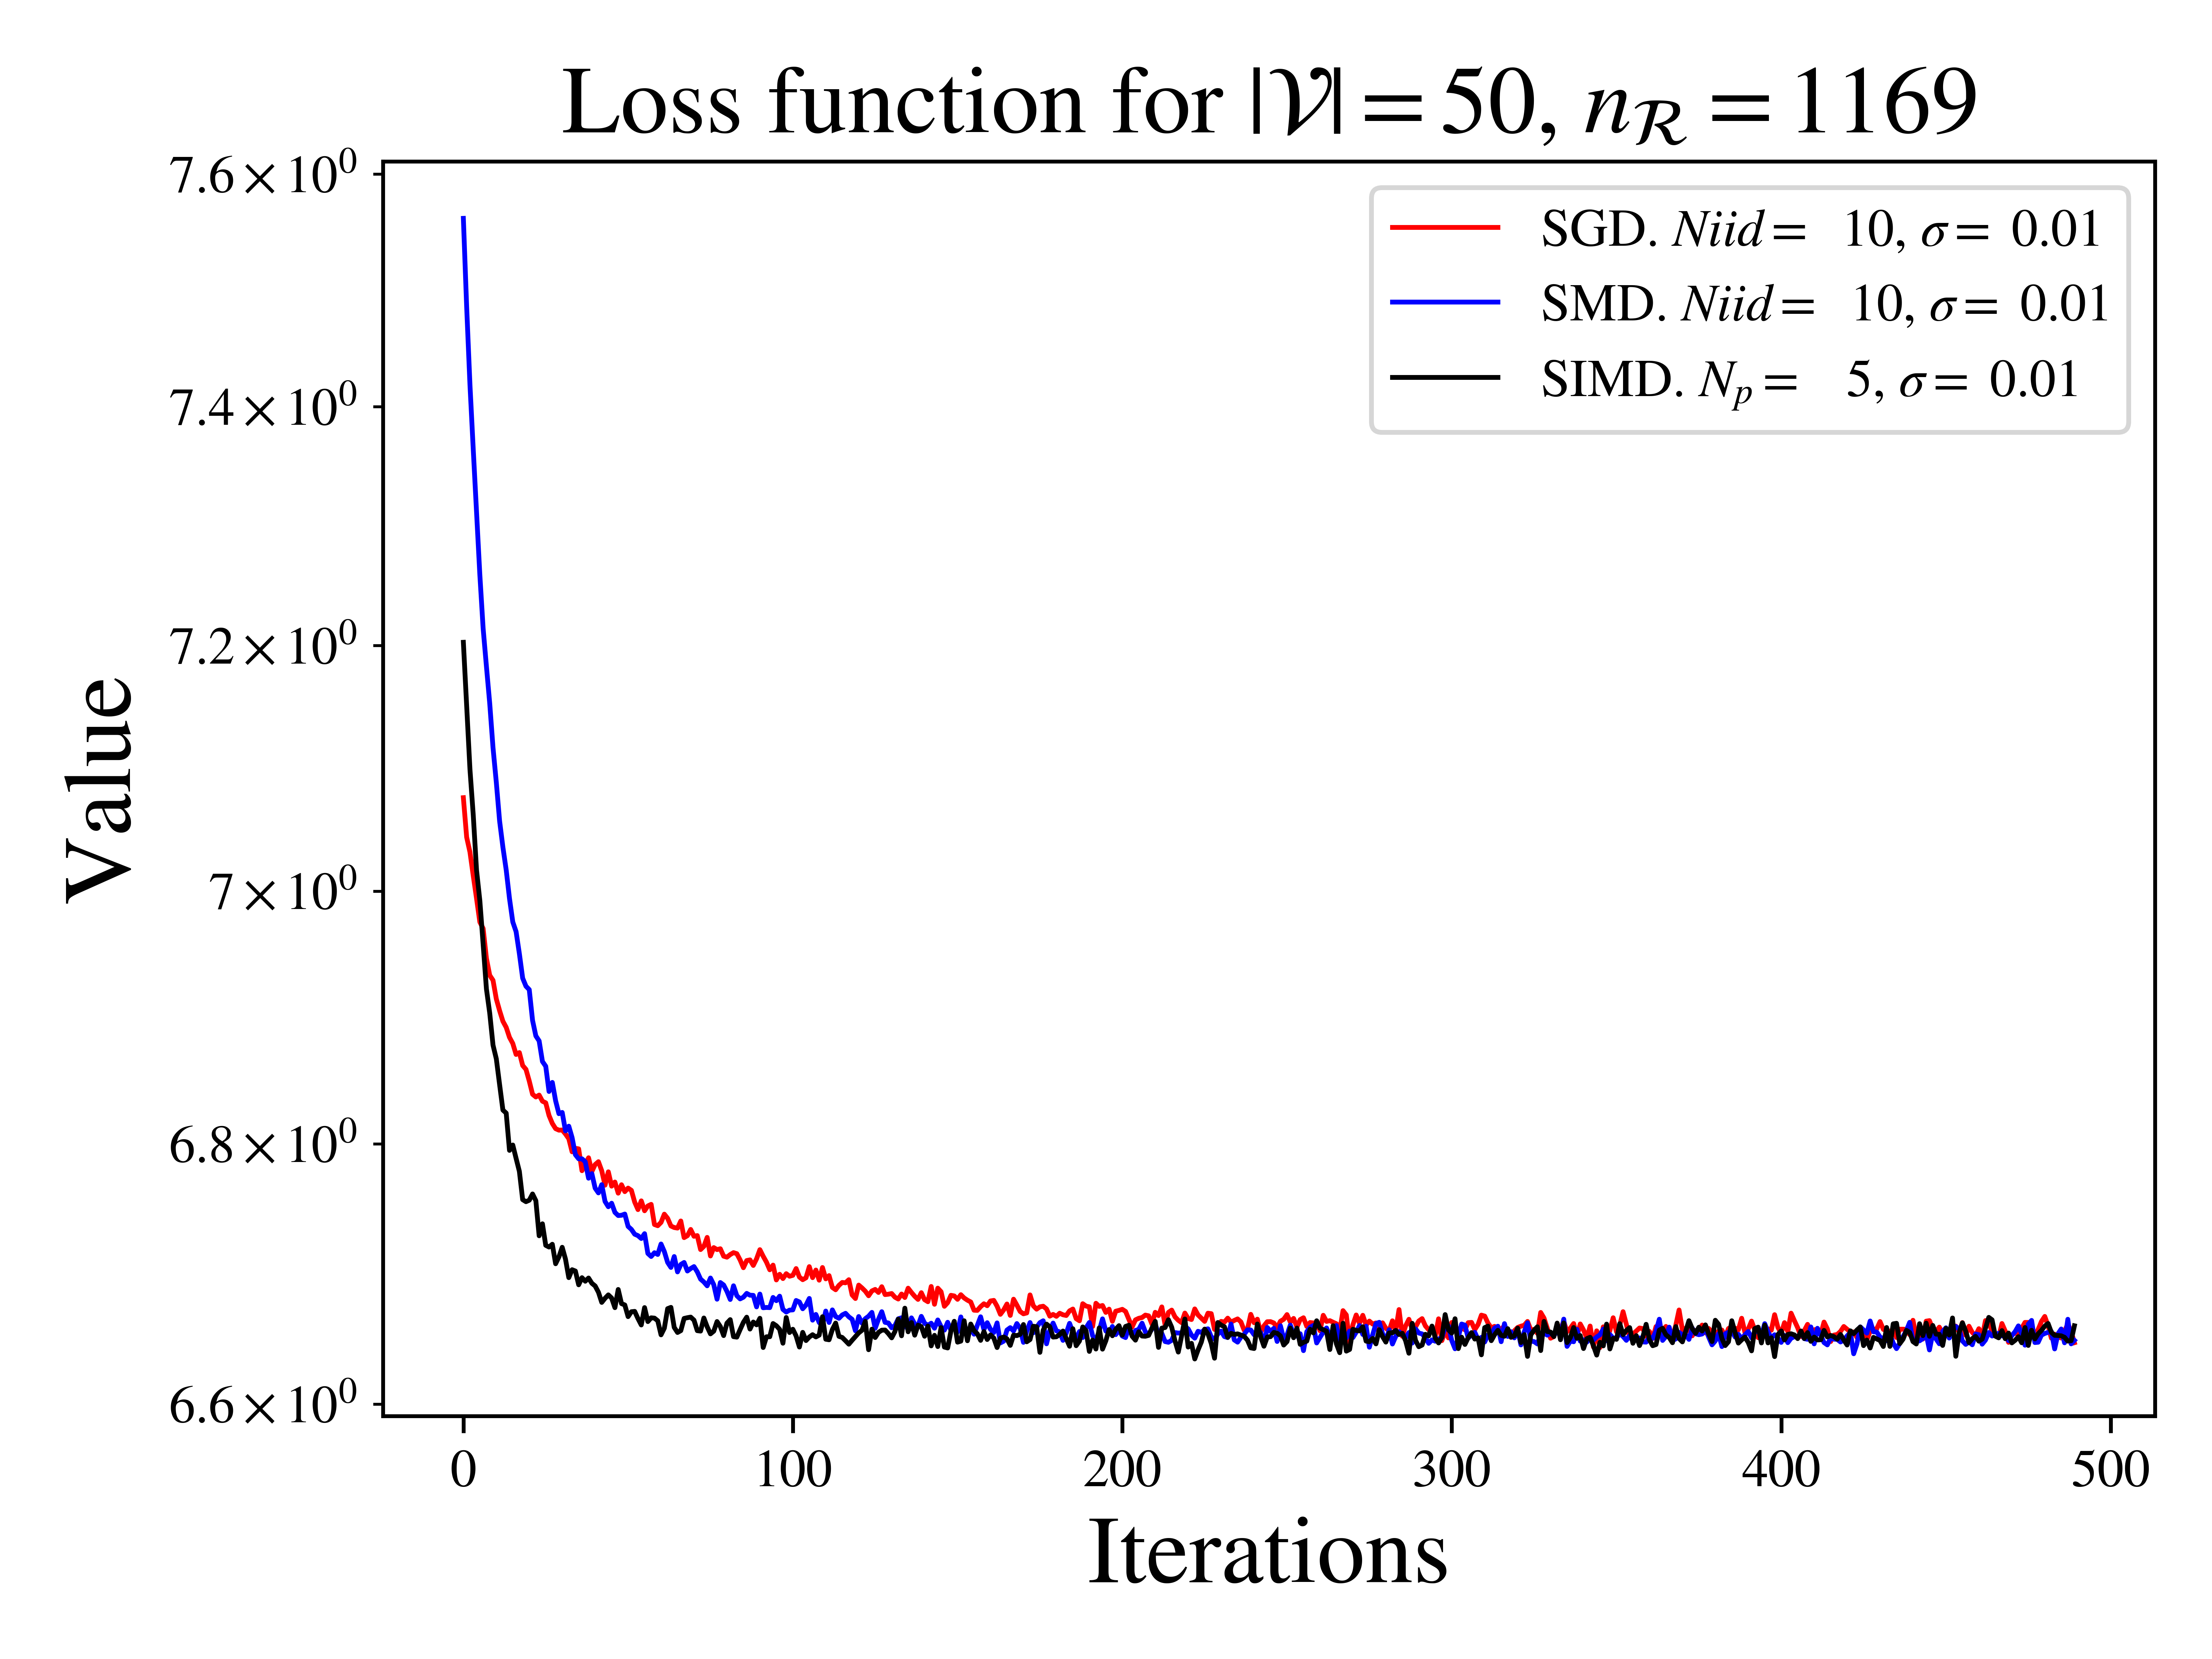 Loss function for |𝒱| = 50, n_ℛ = 1169
7.6×10⁰
7.4×10⁰
7.2×10⁰
7×10⁰
6.8×10⁰
6.6×10⁰
Value
SGD. Niid = 10, σ = 0.01
SMD. Niid = 10, σ = 0.01
SIMD. N_p = 5, σ = 0.01
0 100 200 300 400 500
Iterations